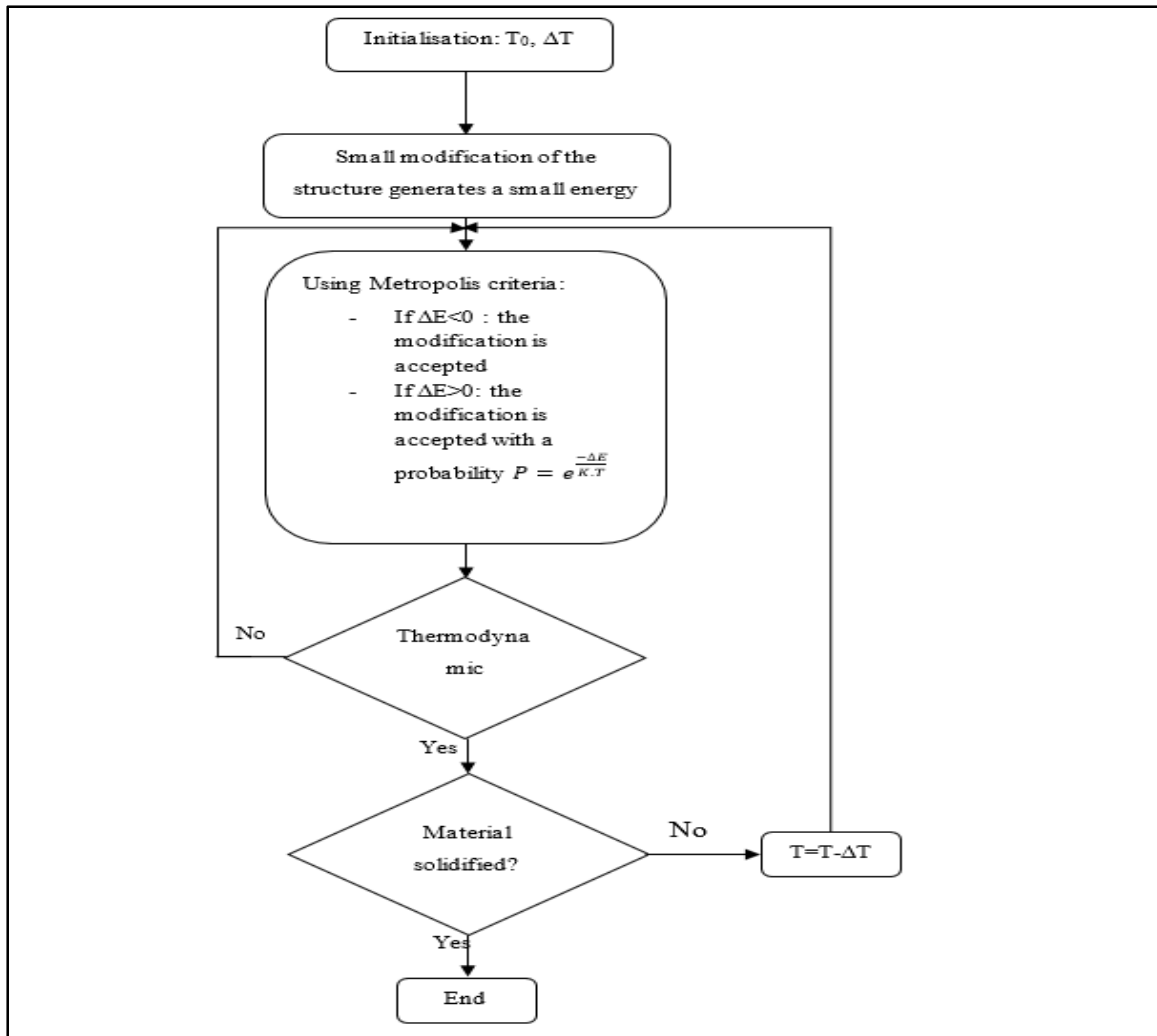 Initialisation: T₀, ΔT
Small modification of the
structure generates a small energy
Using Metropolis criteria:
- If ΔE<0 : the
modification is
accepted
- If ΔE>0: the
modification is
accepted with a
probability P = e^{\frac{-ΔE}{K.T}}
No
Thermodyna
mic
Yes
Material
solidified?
No
T=T-ΔT
Yes
End